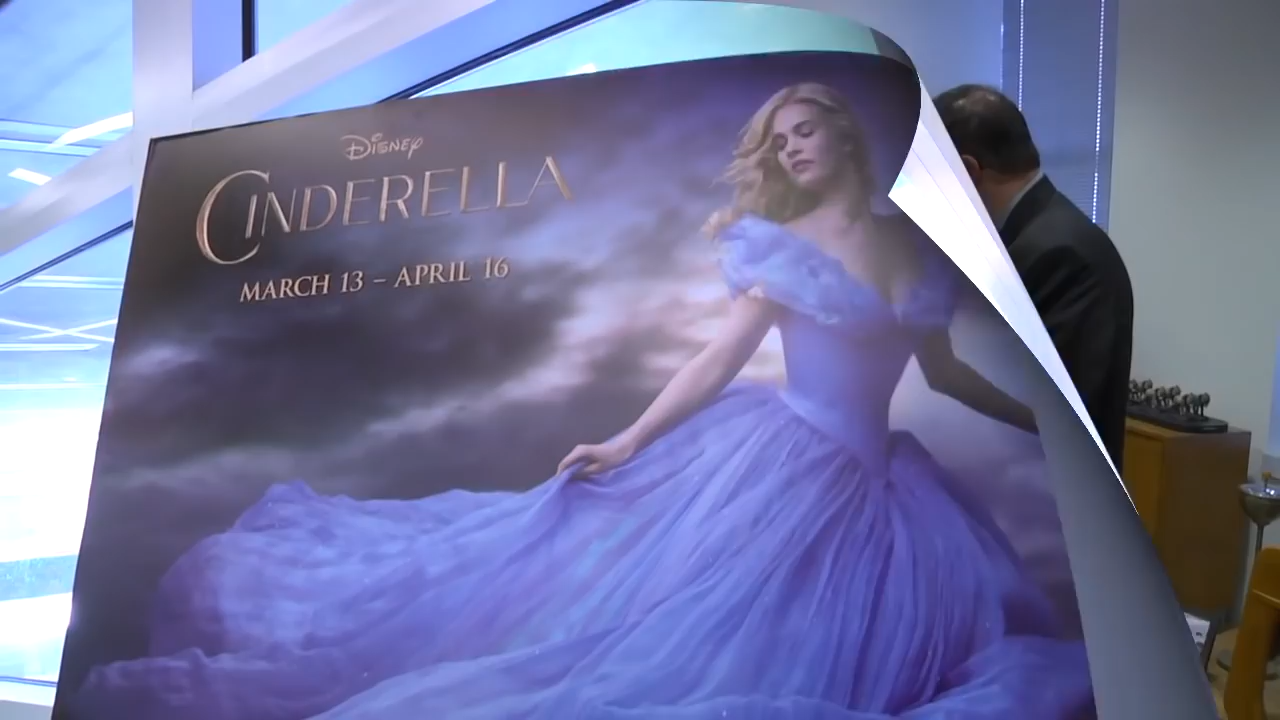 Disney
CINDERELLA
MARCH 13 – APRIL 16